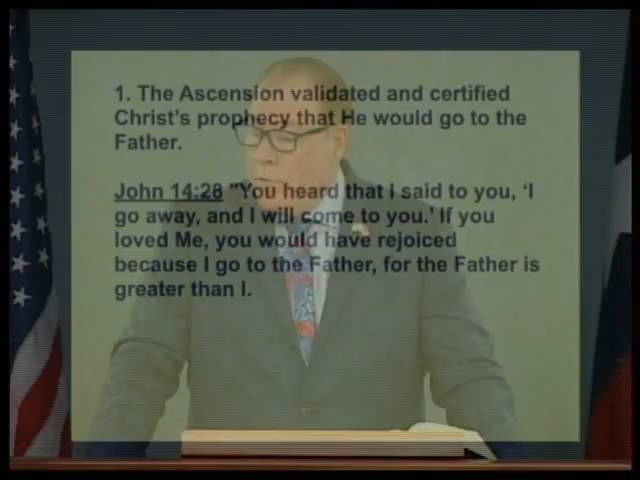 1. The Ascension validated and certified
Christ's prophecy that He would go to the
Father.
John 14:28 "You heard that I said to you, ‘I
go away, and I will come to you.’ If you
loved Me, you would have rejoiced
because I go to the Father, for the Father is
greater than I.